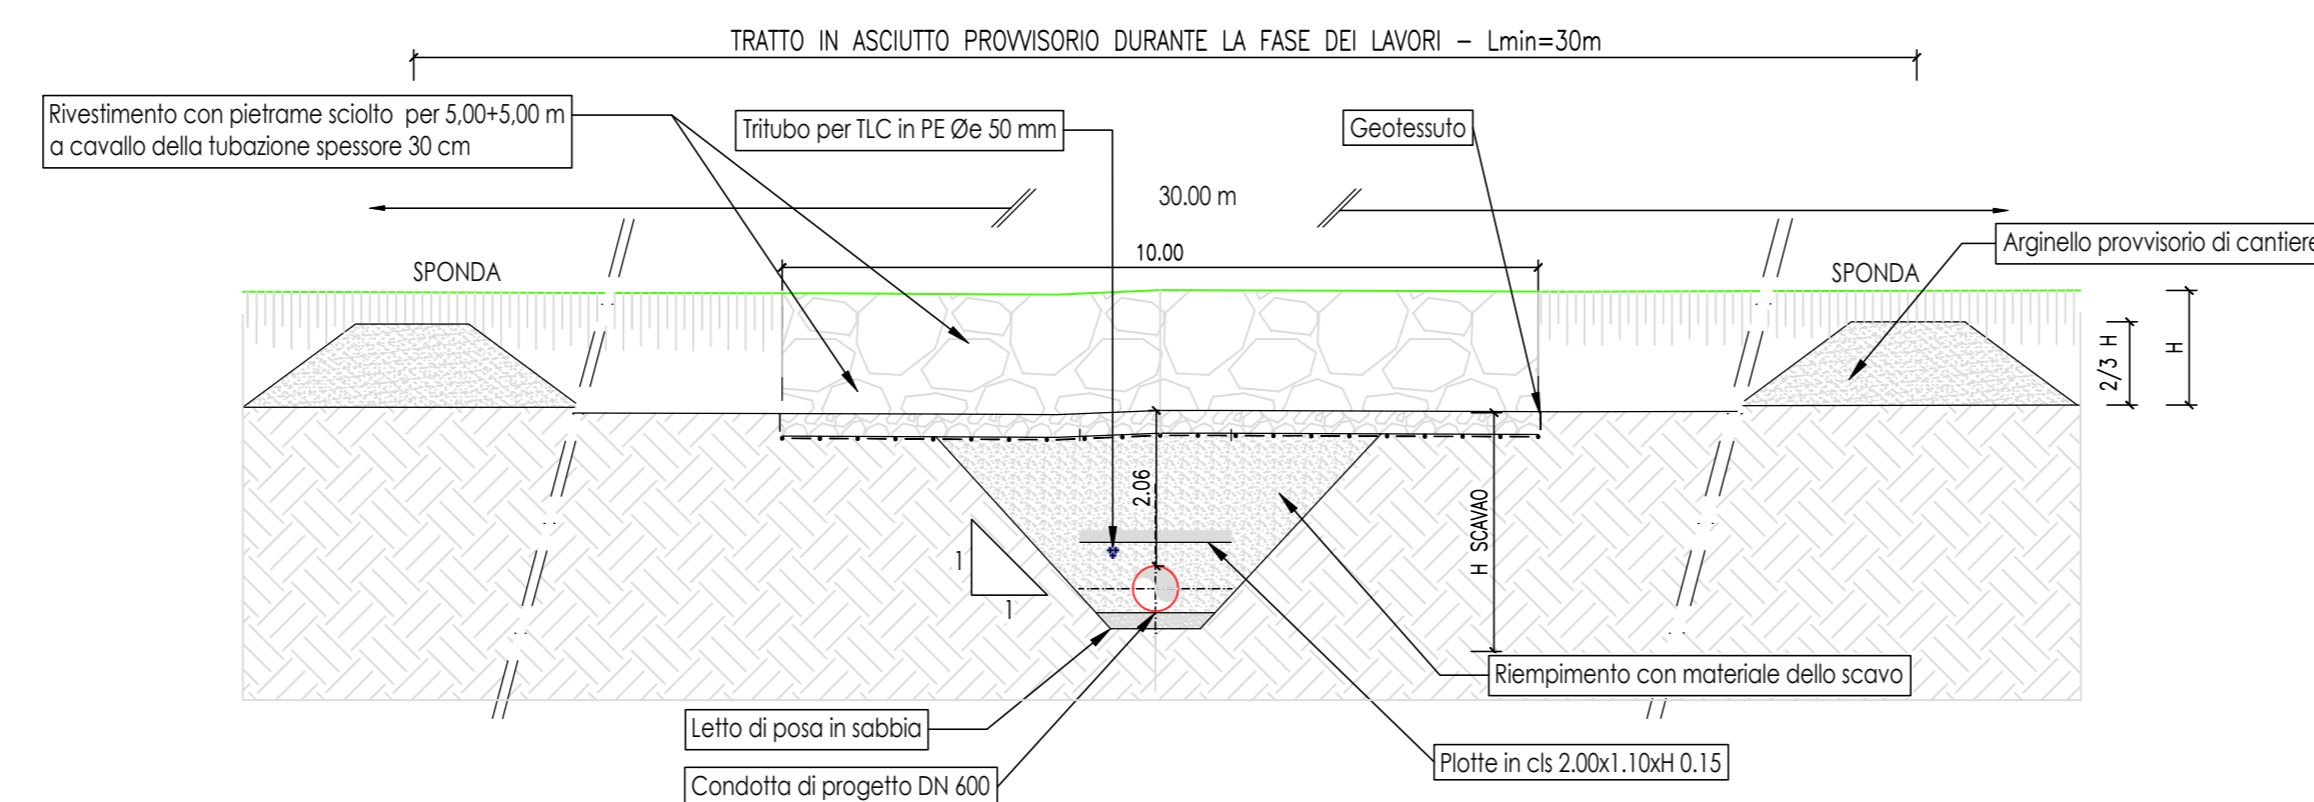 TRATTO IN ASCIUTTO PROVVISORIO DURANTE LA FASE DEI LAVORI – Lmin=30m
Rivestimento con pietrame sciolto per 5,00+5,00 m
a cavallo della tubazione spessore 30 cm
Tritubo per TLC in PE Øe 50 mm
Geotessuto
30.00 m
Arginello provvisorio di cantiere
10.00
SPONDA
SPONDA
2/3 H
H
2.06
H SCAVAO
1
1
Riempimento con materiale dello scavo
Letto di posa in sabbia
Plotte in cls 2.00x1.10xH 0.15
Condotta di progetto DN 600